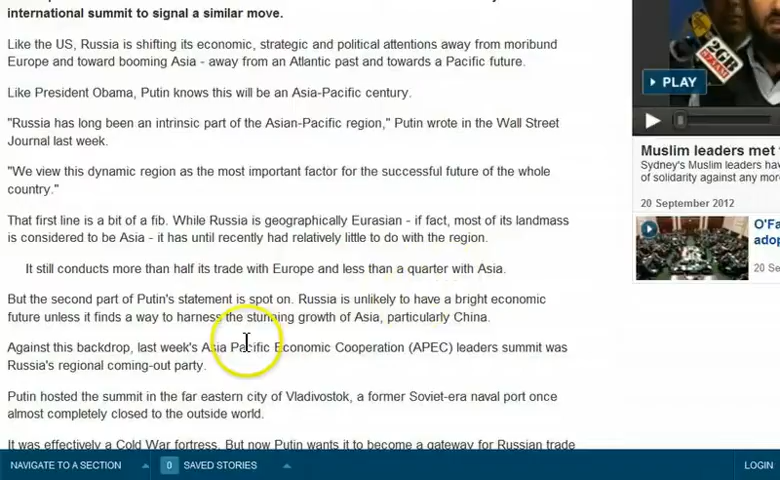 international summit to signal a similar move.
Like the US, Russia is shifting its economic, strategic and political attentions away from moribund
Europe and toward booming Asia - away from an Atlantic past and towards a Pacific future.
Like President Obama, Putin knows this will be an Asia-Pacific century.
"Russia has long been an intrinsic part of the Asian-Pacific region," Putin wrote in the Wall Street
Journal last week.
"We view this dynamic region as the most important factor for the successful future of the whole
country."
That first line is a bit of a fib. While Russia is geographically Eurasian - if fact, most of its landmass
is considered to be Asia - it has until recently had relatively little to do with the region.
It still conducts more than half its trade with Europe and less than a quarter with Asia.
But the second part of Putin's statement is spot on. Russia is unlikely to have a bright economic
future unless it finds a way to harness the stunning growth of Asia, particularly China.
Against this backdrop, last week's Asia Pacific Economic Cooperation (APEC) leaders summit was
Russia's regional coming-out party.
Putin hosted the summit in the far eastern city of Vladivostok, a former Soviet-era naval port once
almost completely closed to the outside world.
It was effectively a Cold War fortress. But now Putin wants it to become a gateway for Russian trade
2GB
PLAY
Muslim leaders met
Sydney's Muslim leaders
of solidarity against any
20 September 2012
O'Fa
adop
20 Se
NAVIGATE TO A SECTION
0 SAVED STORIES
LOGIN